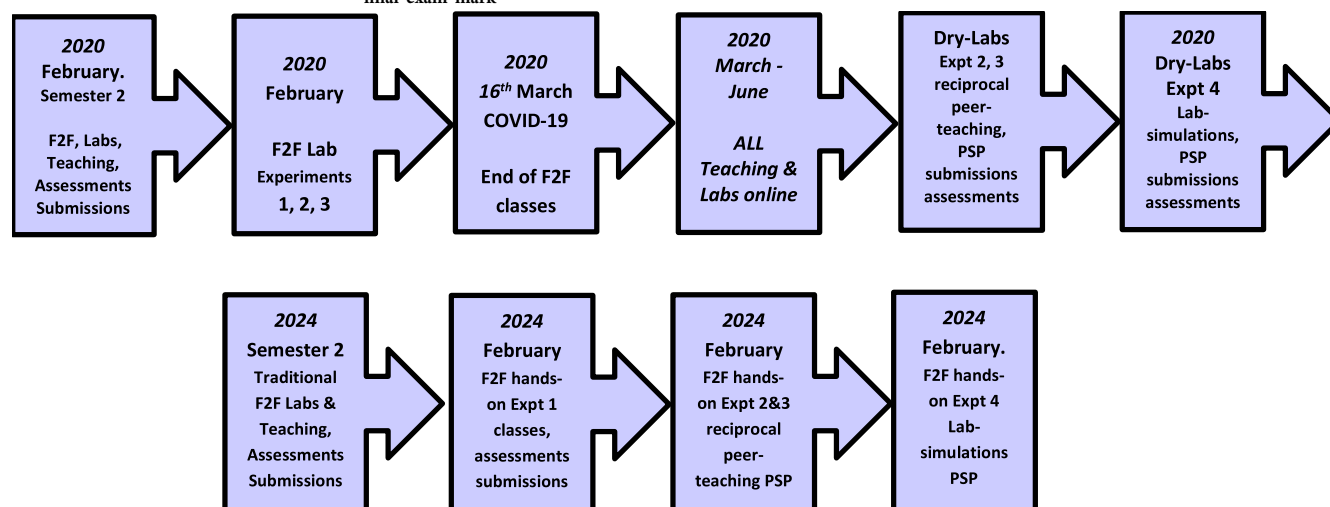 final exam mark
2020
February.
Semester 2
F2F, Labs,
Teaching,
Assessments
Submissions
2020
February
F2F Lab
Experiments
1, 2, 3
2020
16th March
COVID-19
End of F2F
classes
2020
March -
June
ALL
Teaching &
Labs online
Dry-Labs
Expt 2, 3
reciprocal
peer-
teaching,
PSP
submissions
assessments
2020
Dry-Labs
Expt 4
Lab-
simulations,
PSP
submissions
assessments
2024
Semester 2
Traditional
F2F Labs &
Teaching,
Assessments
Submissions
2024
February
F2F hands-
on Expt 1
classes,
assessments
submissions
2024
February
F2F hands-
on Expt 2&3
reciprocal
peer-
teaching PSP
2024
February.
F2F hands-
on Expt 4
Lab-
simulations
PSP